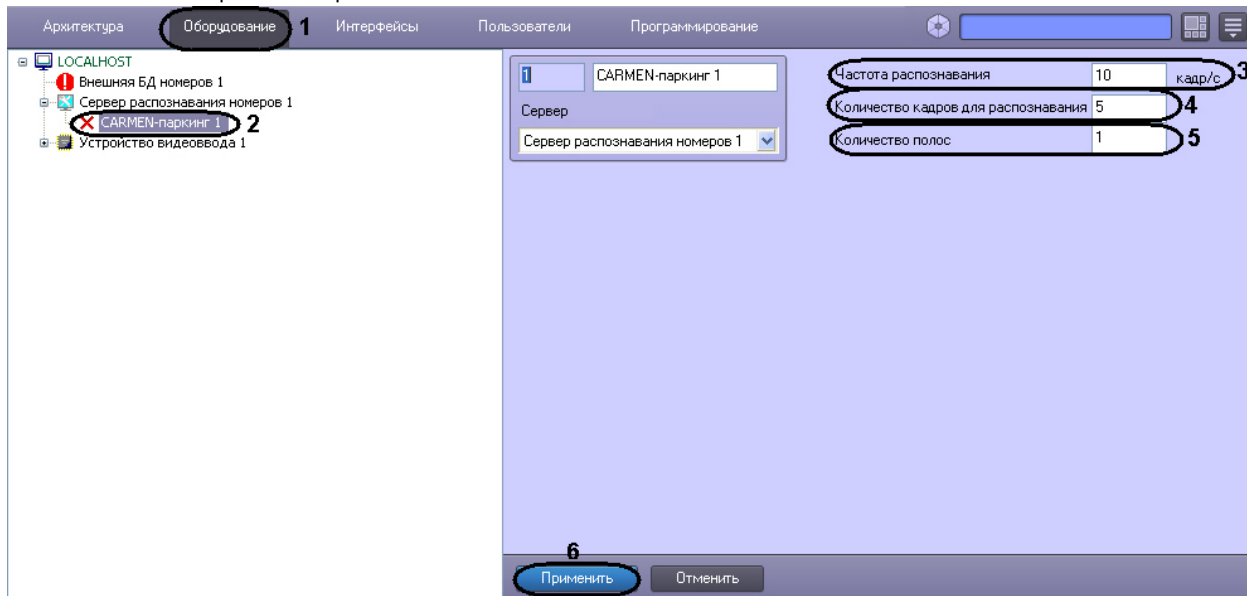 Архитектура Оборудование 1 Интерфейсы Пользователи Программирование
LOCALHOST
Внешняя БД номеров 1
Сервер распознавания номеров 1
CARMEN-паркинг 1 2
Устройство видеоввода 1
1 CARMEN-паркинг 1
Сервер
Сервер распознавания номеров 1
Частота распознавания 10 кадр/с 3
Количество кадров для распознавания 5 4
Количество полос 1 5
6
Применить Отменить